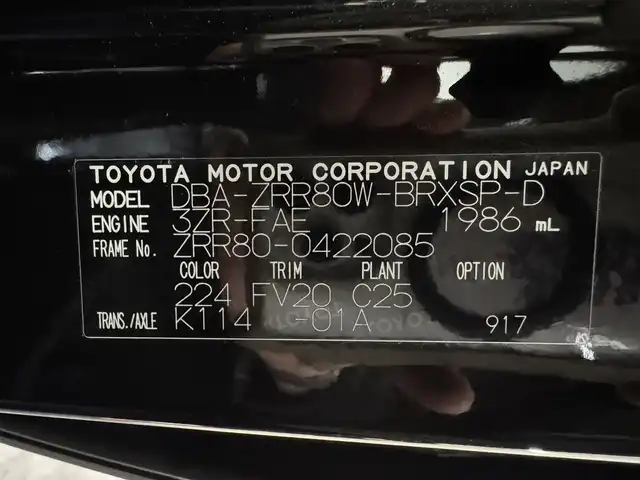 TOYOTA MOTOR CORPORATION JAPAN
MODEL DBA-ZRR80W-BRXSP-D
ENGINE 3ZR-FAE 1986 mL
FRAME No. ZRR80-0422085
COLOR TRIM PLANT OPTION
224 FV20 C25
TRANS./AXLE K114 -01A 917